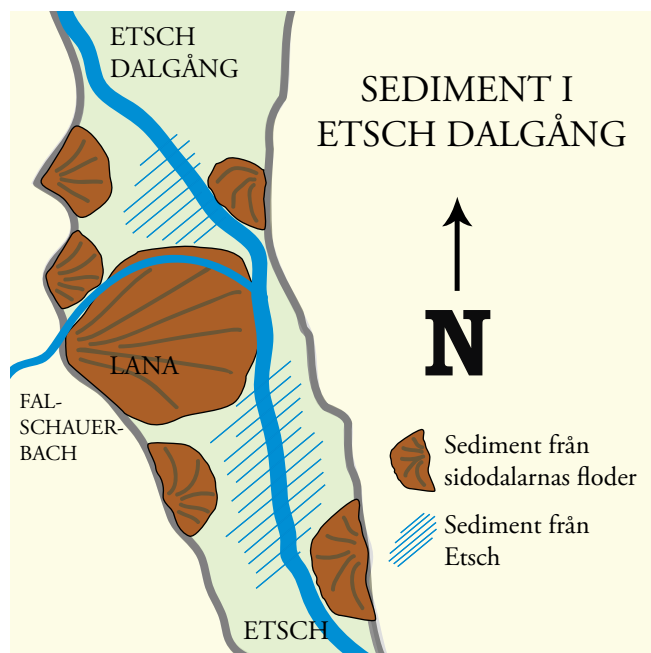 ETSCH
DALGÅNG
SEDIMENT I
ETSCH DALGÅNG
N
LANA
FAL-
SCHAUER-
BACH
Sediment från
sidodalarnas floder
Sediment från
Etsch
ETSCH